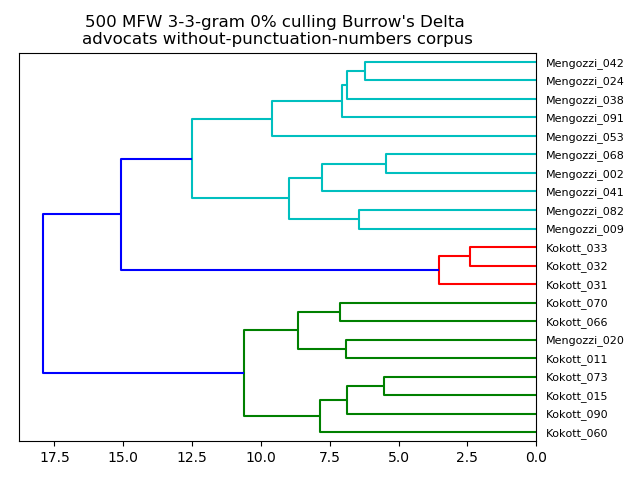 500 MFW 3-3-gram 0% culling Burrow's Delta
advocats without-punctuation-numbers corpus
Mengozzi_042
Mengozzi_024
Mengozzi_038
Mengozzi_091
Mengozzi_053
Mengozzi_068
Mengozzi_002
Mengozzi_041
Mengozzi_082
Mengozzi_009
Kokott_033
Kokott_032
Kokott_031
Kokott_070
Kokott_066
Mengozzi_020
Kokott_011
Kokott_073
Kokott_015
Kokott_090
Kokott_060
17.5 15.0 12.5 10.0 7.5 5.0 2.5 0.0